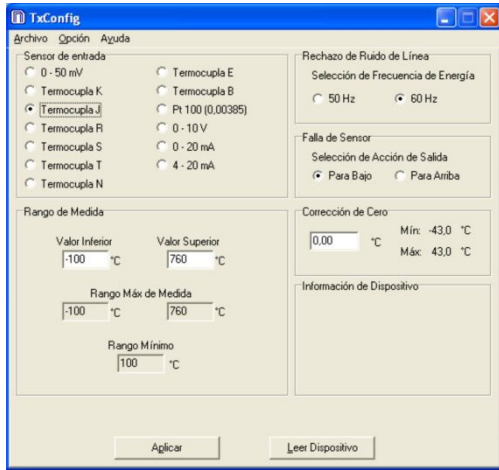 TxConfig
Archivo Opción Ayuda
Sensor de entrada
0 - 50 mV
Termocupla K
Termocupla J
Termocupla R
Termocupla S
Termocupla T
Termocupla N
Termocupla E
Termocupla B
Pt 100 (0,00385)
0 - 10 V
0 - 20 mA
4 - 20 mA
Rechazo de Ruido de Línea
Selección de Frecuencia de Energía
50 Hz 60 Hz
Falla de Sensor
Selección de Acción de Salida
Para Bajo Para Arriba
Rango de Medida
Valor Inferior Valor Superior
-100 °C 760 °C
Rango Máx de Medida
-100 °C 760 °C
Rango Mínimo
100 °C
Corrección de Cero
0,00 °C
Mín: -43,0 °C
Máx: 43,0 °C
Información de Dispositivo
Aplicar Leer Dispositivo